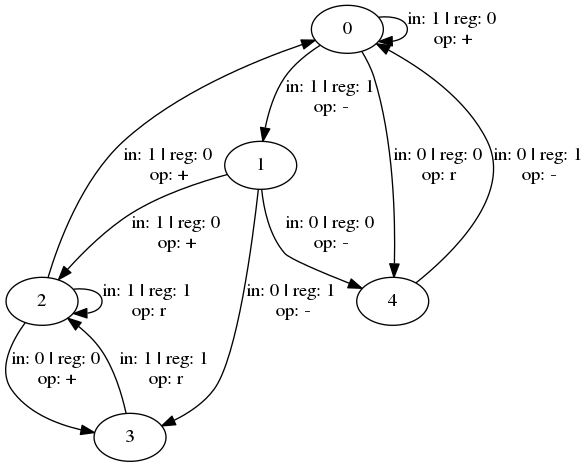 0
in: 1 | reg: 0
op: +
in: 1 | reg: 1
op: -
in: 1 | reg: 0
op: +
1
in: 0 | reg: 0
op: r
in: 0 | reg: 1
op: -
in: 1 | reg: 0
op: +
in: 0 | reg: 0
op: -
2
in: 1 | reg: 1
op: r
in: 0 | reg: 1
op: -
4
in: 0 | reg: 0
op: +
in: 1 | reg: 1
op: r
3